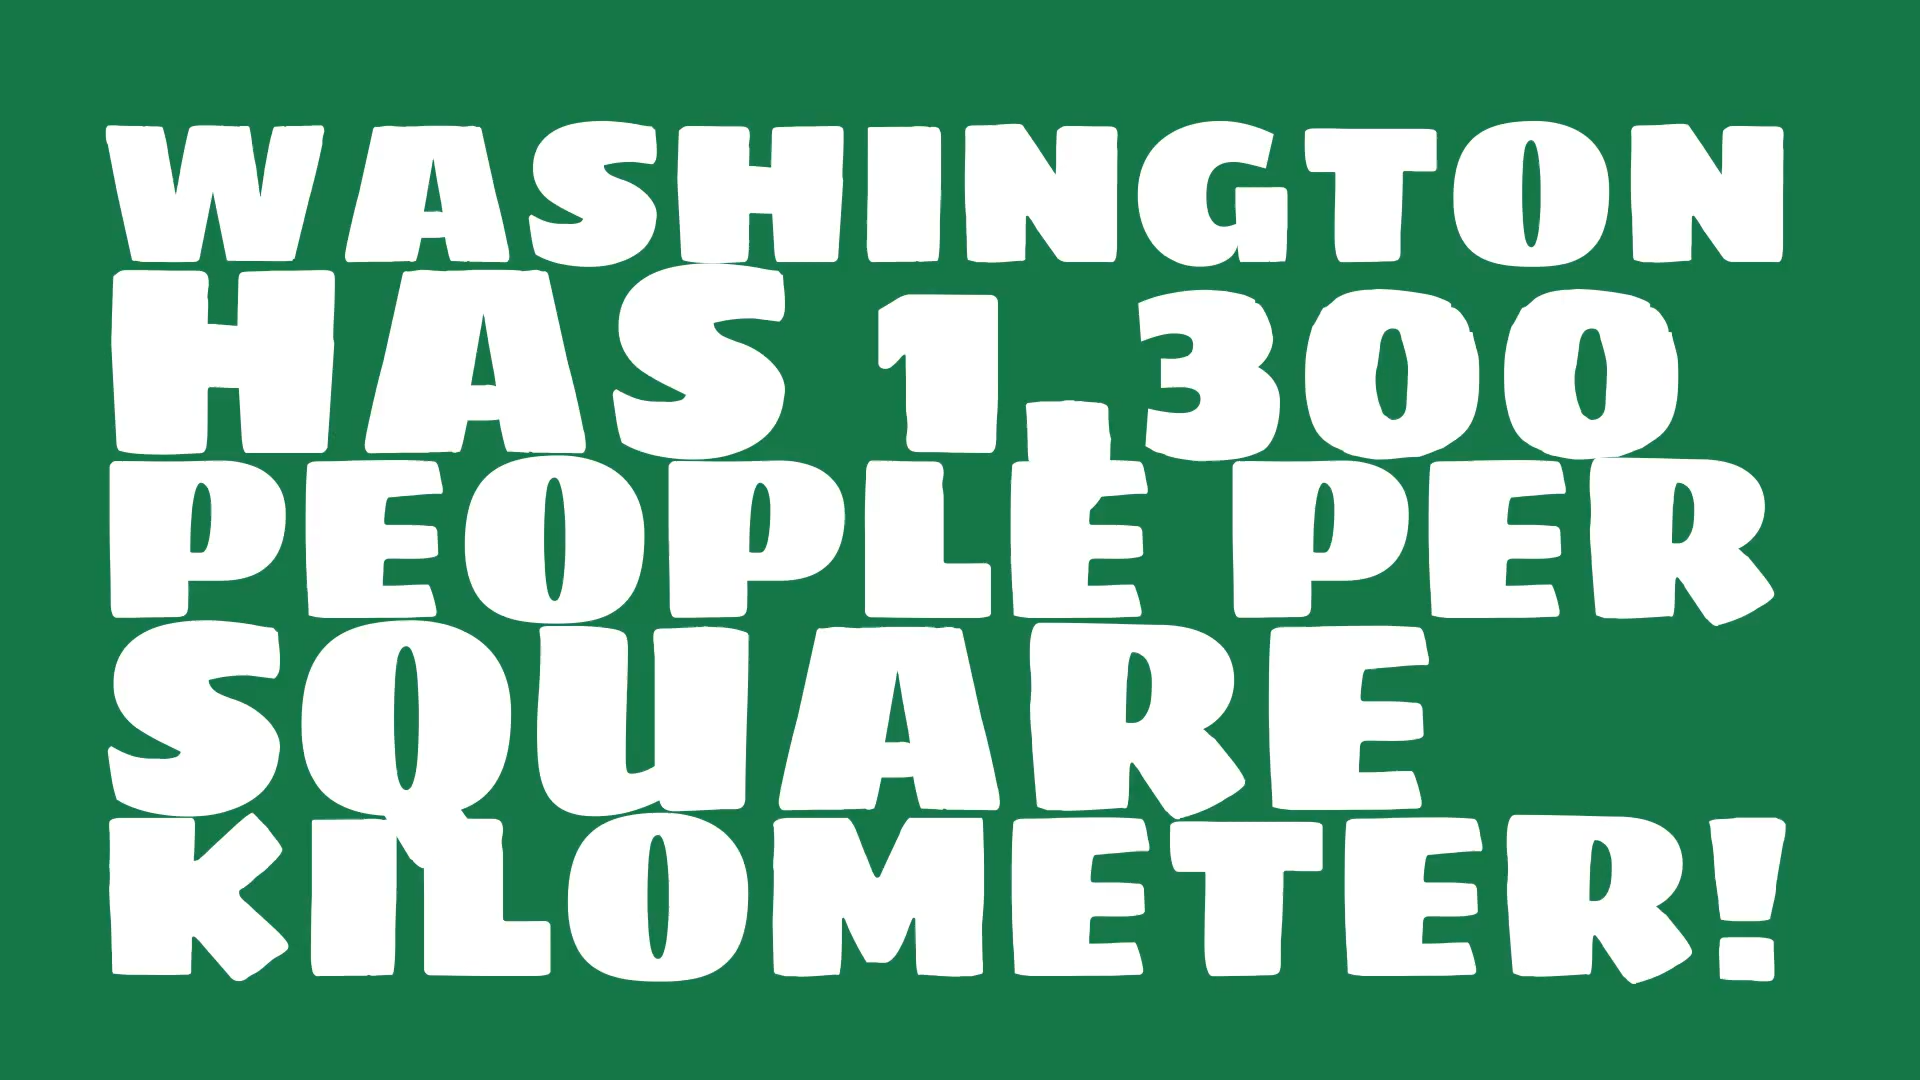 WASHINGTON
HAS 1,300
PEOPLE PER
SQUARE
KILOMETER!